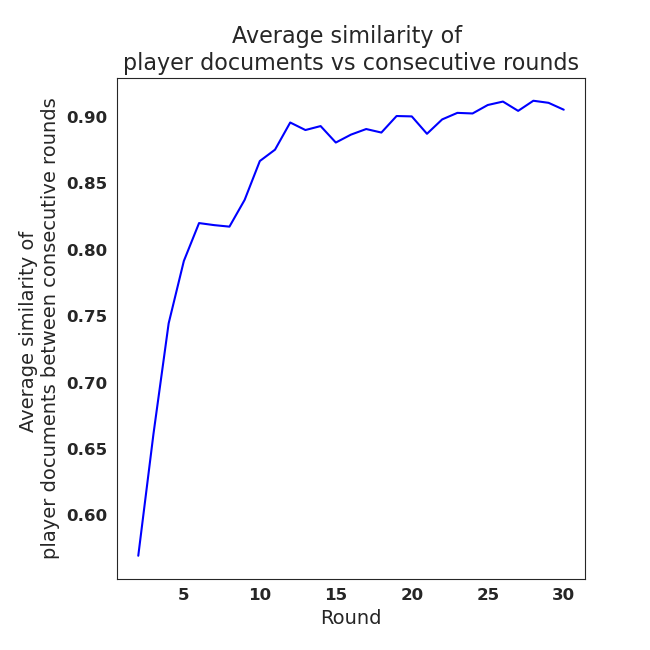 Average similarity of
player documents vs consecutive rounds
Average similarity of
player documents between consecutive rounds
0.90
0.85
0.80
0.75
0.70
0.65
0.60
5 10 15 20 25 30
Round